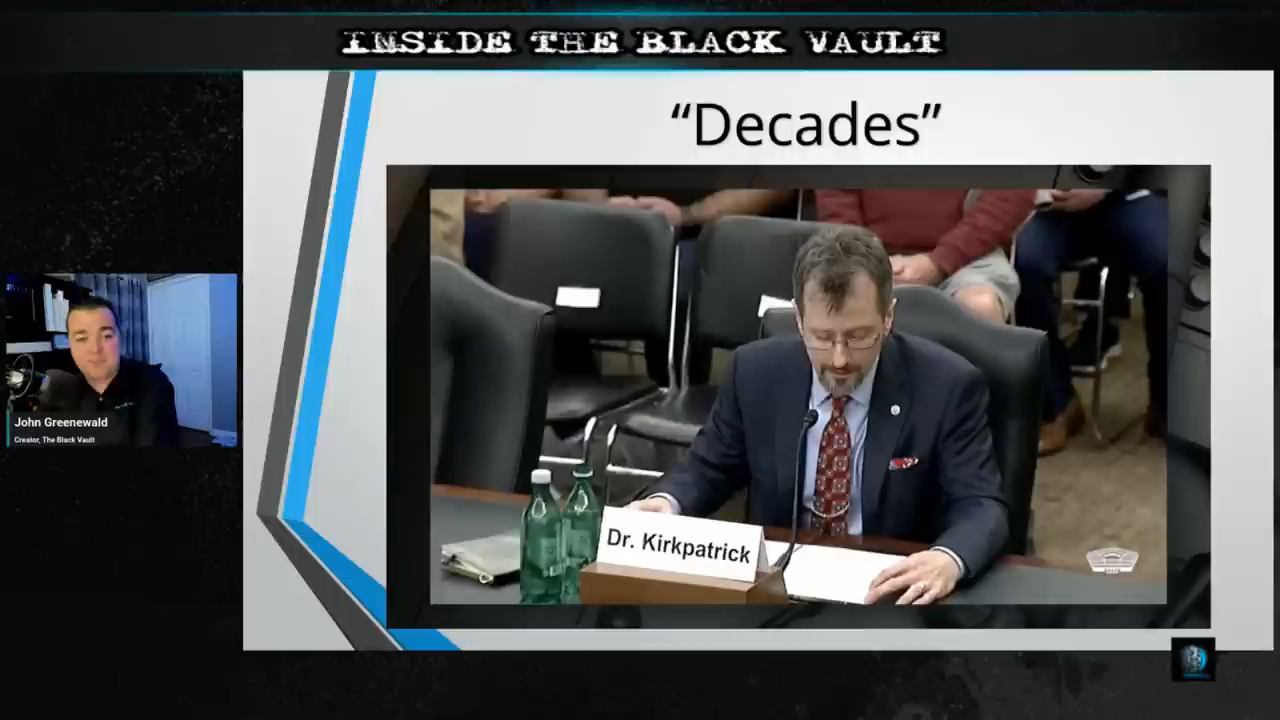 INSIDE THE BLACK VAULT
“Decades”
John Greenewald
Creator, The Black Vault
Dr. Kirkpatrick